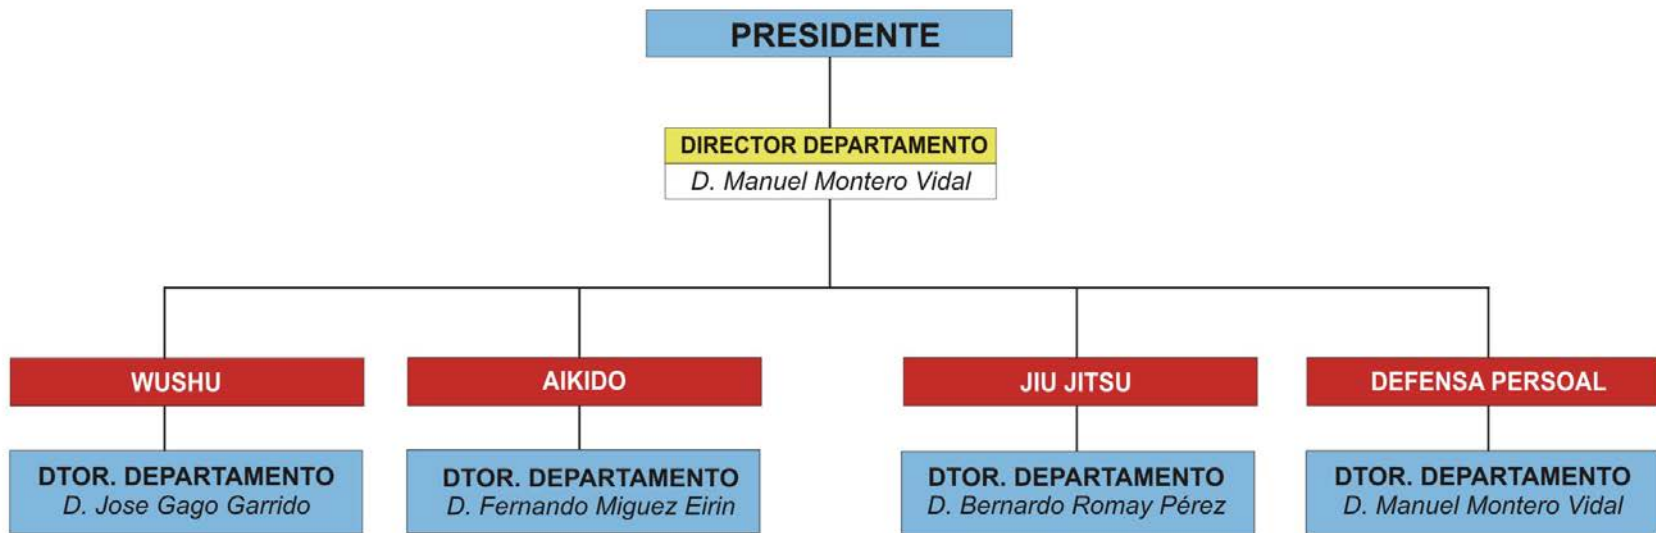 PRESIDENTE
DIRECTOR DEPARTAMENTO
D. Manuel Montero Vidal
WUSHU
AIKIDO
JIU JITSU
DEFENSA PERSOAL
DTOR. DEPARTAMENTO
D. Jose Gago Garrido
DTOR. DEPARTAMENTO
D. Fernando Miguez Eirin
DTOR. DEPARTAMENTO
D. Bernardo Romay Pérez
DTOR. DEPARTAMENTO
D. Manuel Montero Vidal